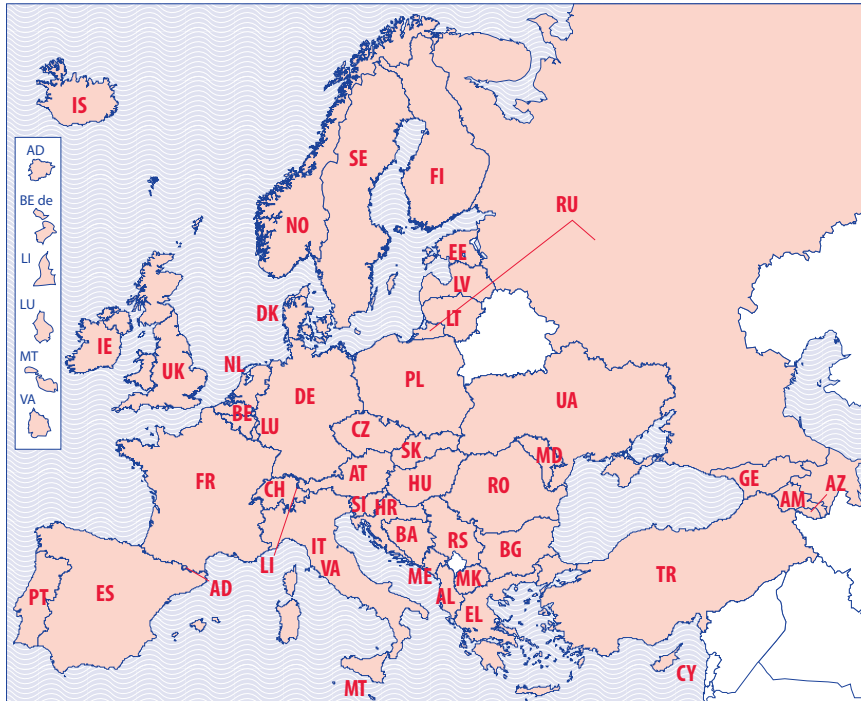 IS
AD
BE de
LI
LU
MT
VA
SE
FI
NO
RU
EE
LV
LT
DK
IE
UK
NL
PL
DE
BE
LU
UA
CZ
SK
MD
FR
CH
AT
HU
RO
GE
AZ
AM
SI
HR
BA
RS
BG
IT
VA
LI
AD
ME
MK
AL
EL
TR
PT
ES
MT
CY